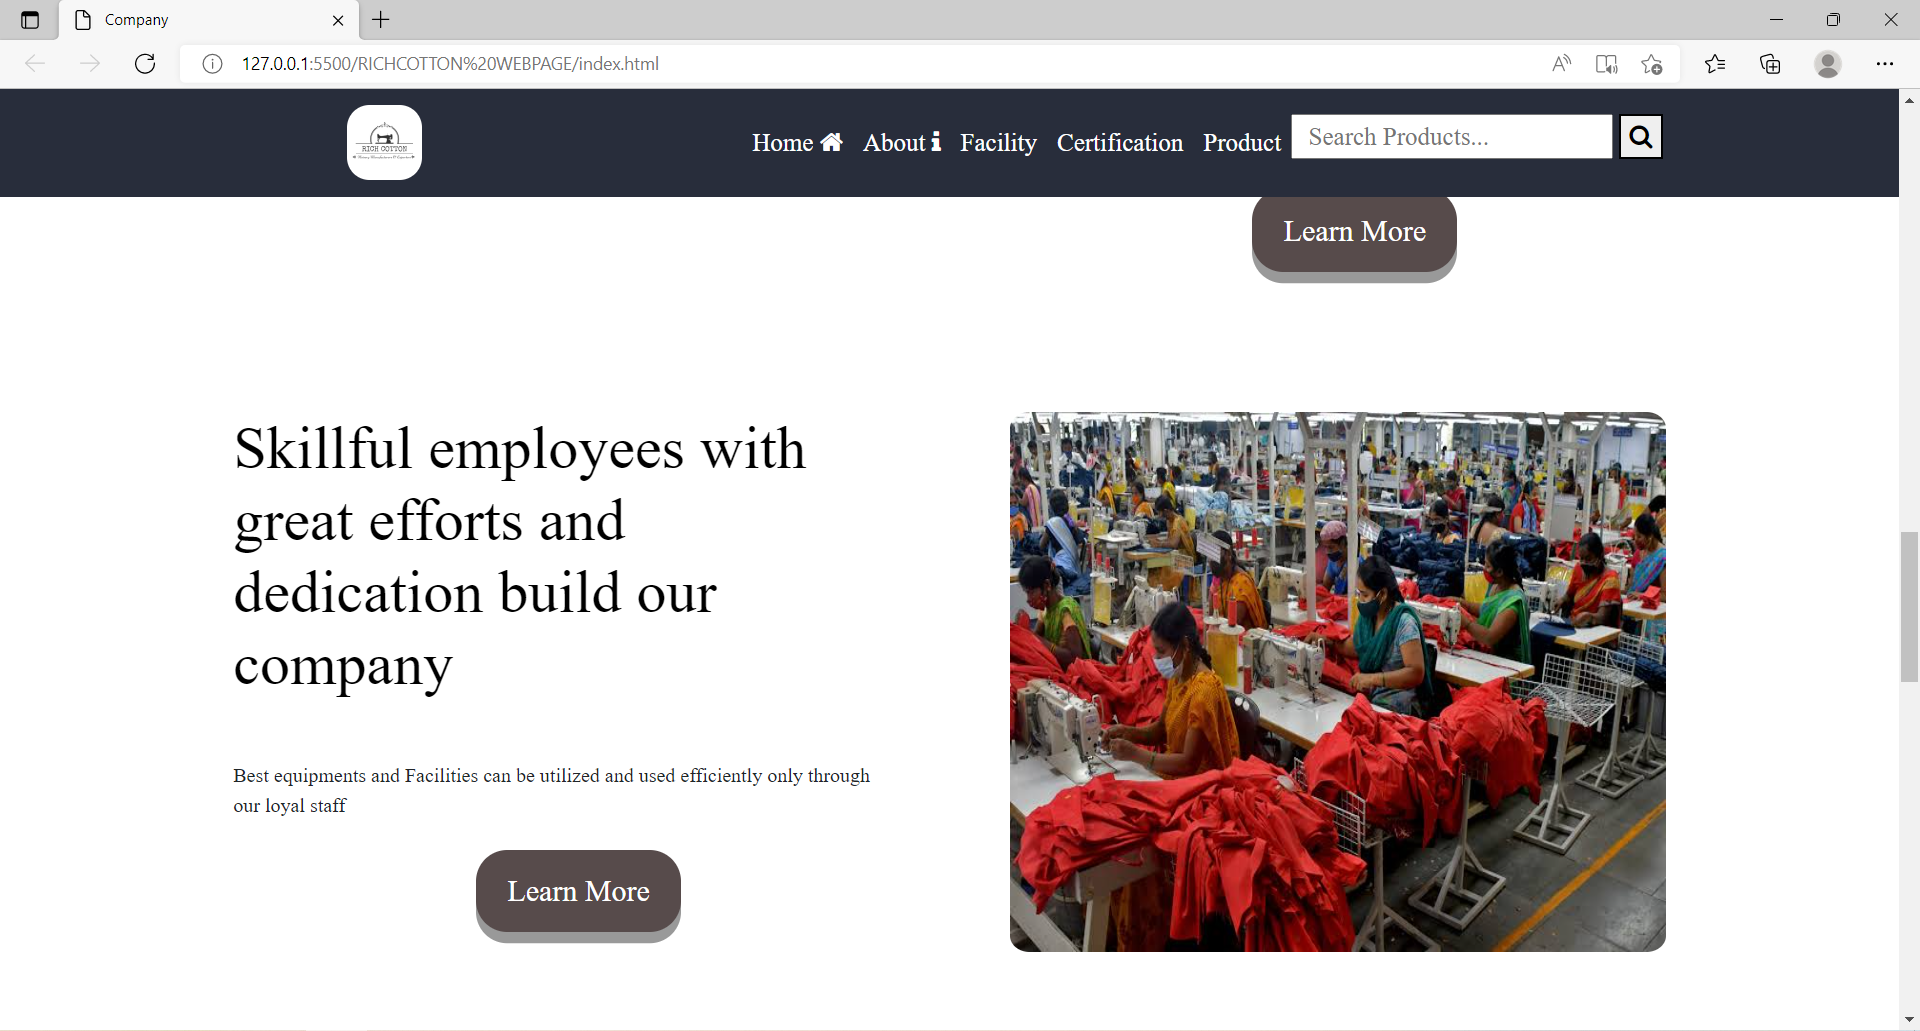 Company
127.0.0.1:5500/RICHCOTTON%20WEBPAGE/index.html
RICH COTTON
Home About Facility Certification Product Search Products...
Learn More
Skillful employees with
great efforts and
dedication build our
company
Best equipments and Facilities can be utilized and used efficiently only through
our loyal staff
Learn More